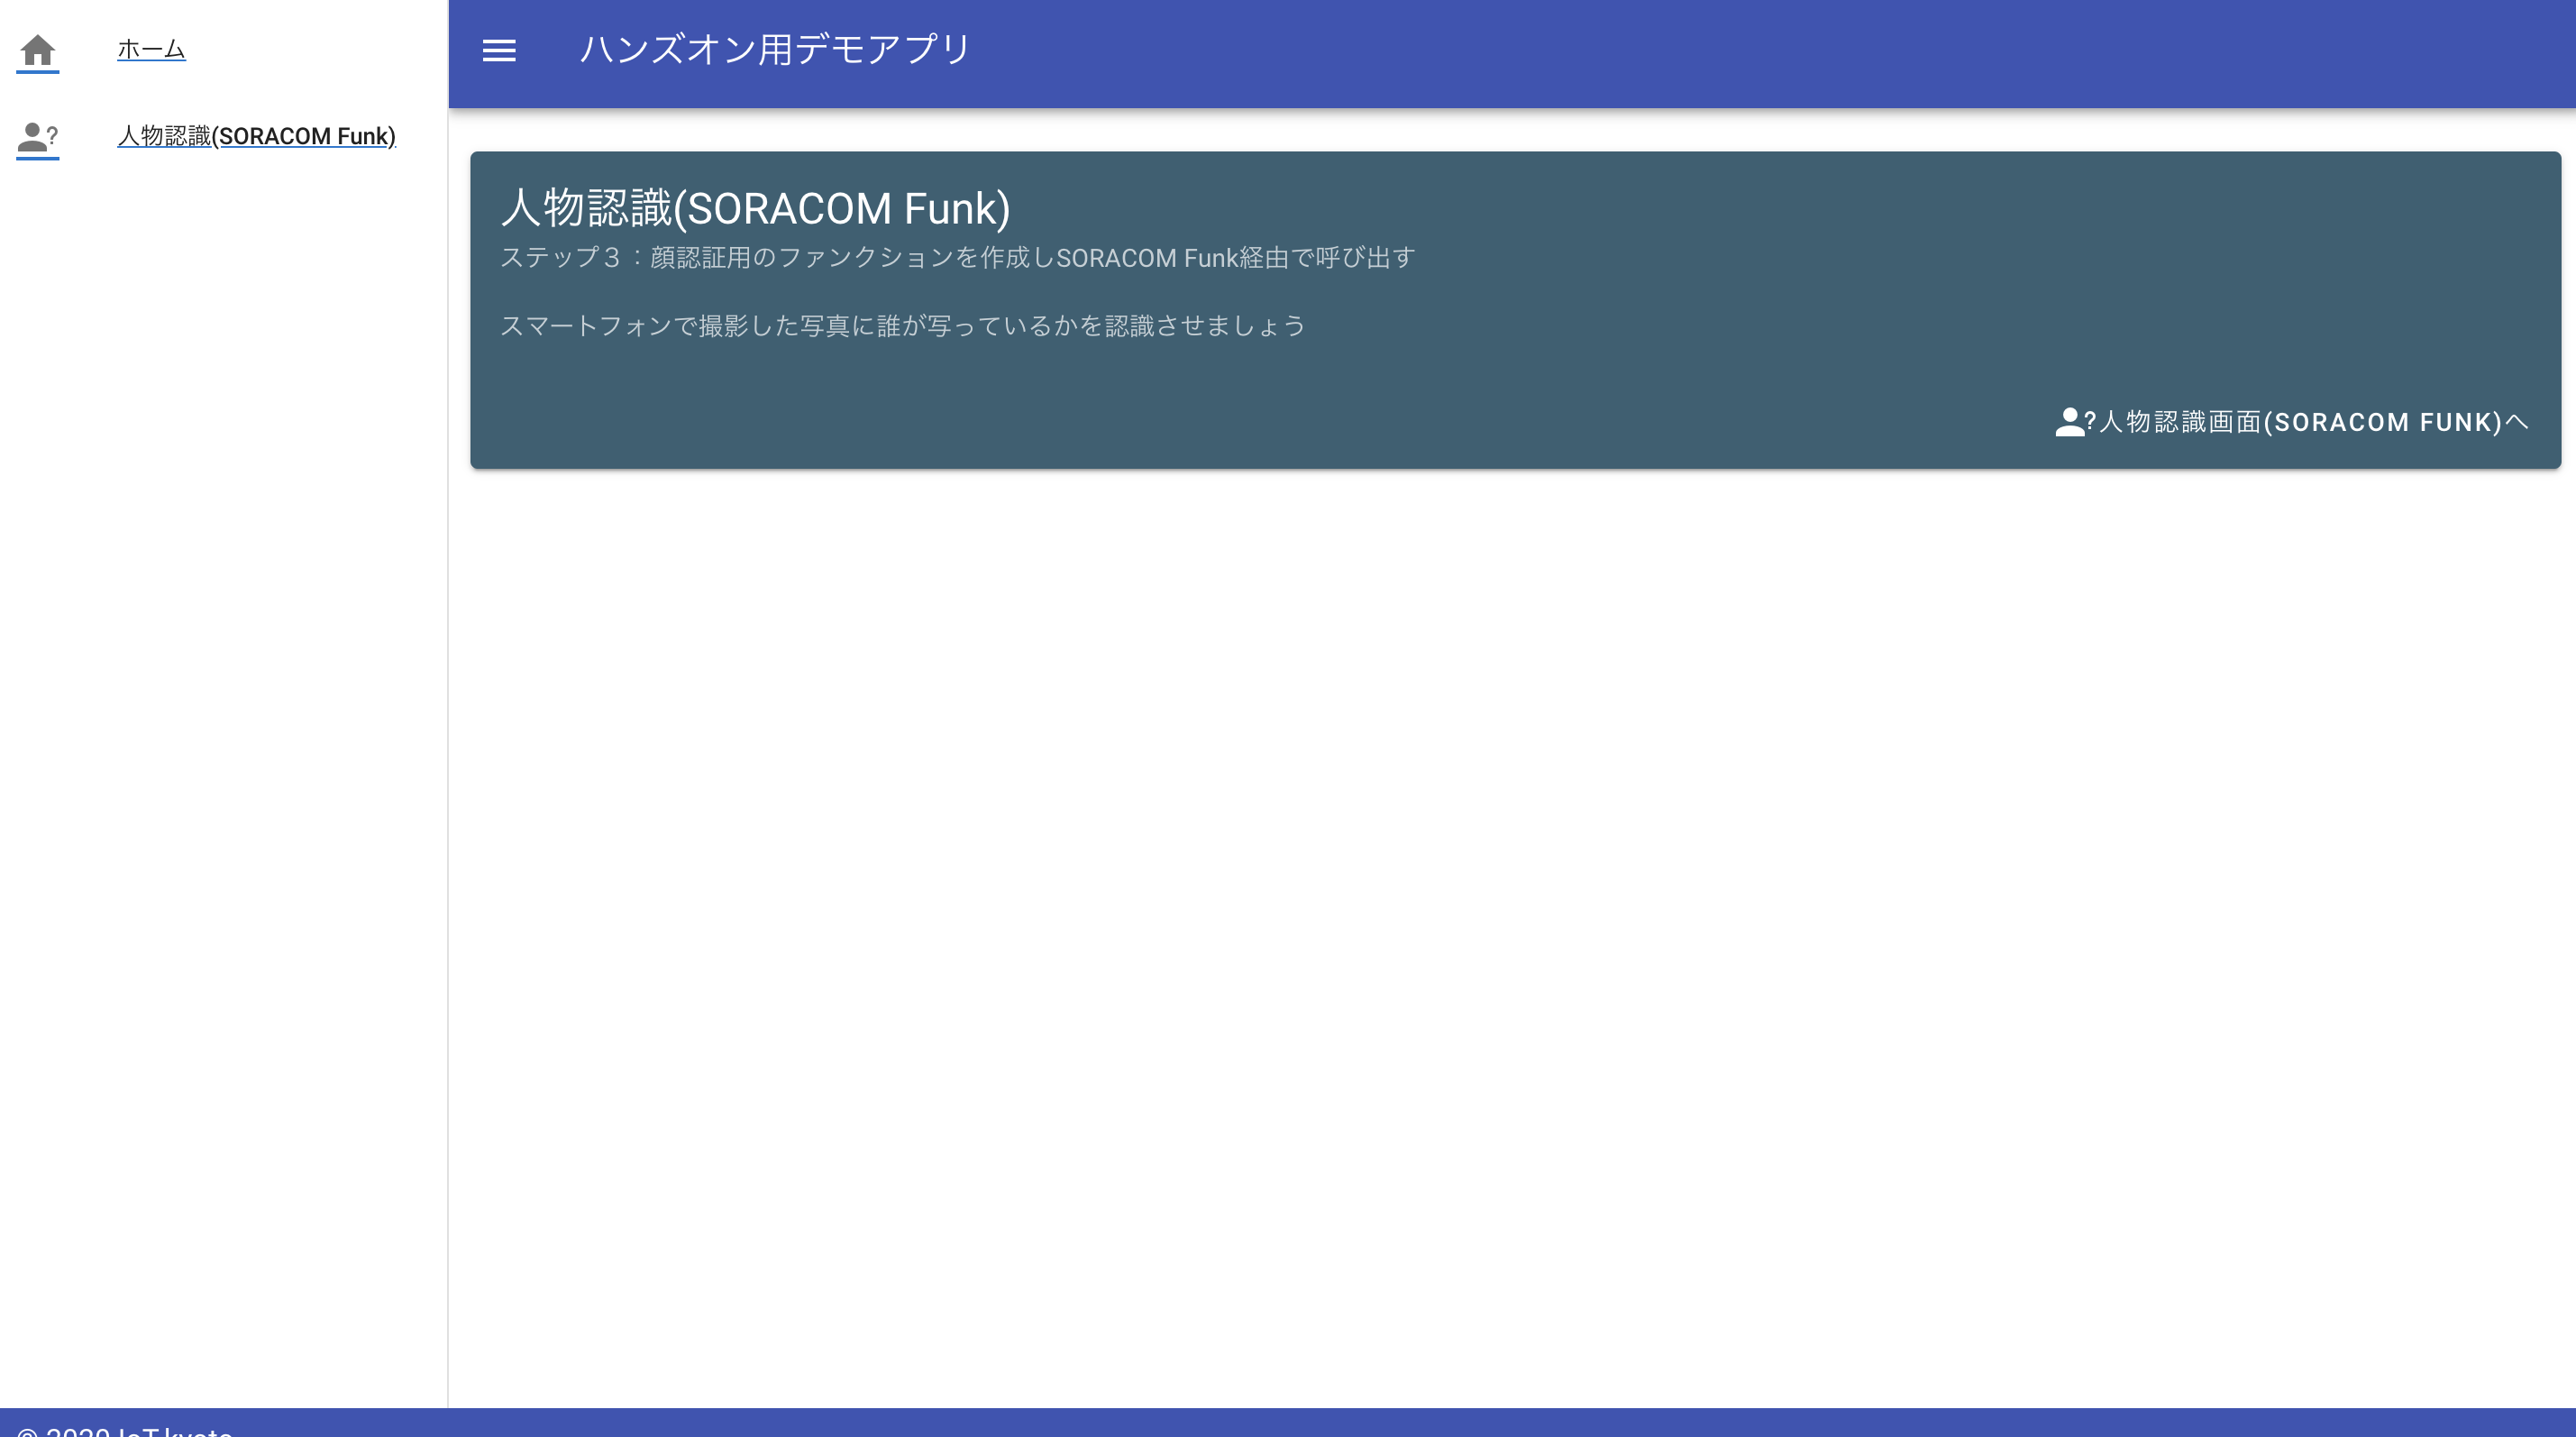 ホーム
人物認識(SORACOM Funk)
ハンズオン用デモアプリ
人物認識(SORACOM Funk)
ステップ３：顔認証用のファンクションを作成しSORACOM Funk経由で呼び出す
スマートフォンで撮影した写真に誰が写っているかを認識させましょう
人物認識画面(SORACOM FUNK)へ
© 2020 IoT.kyoto